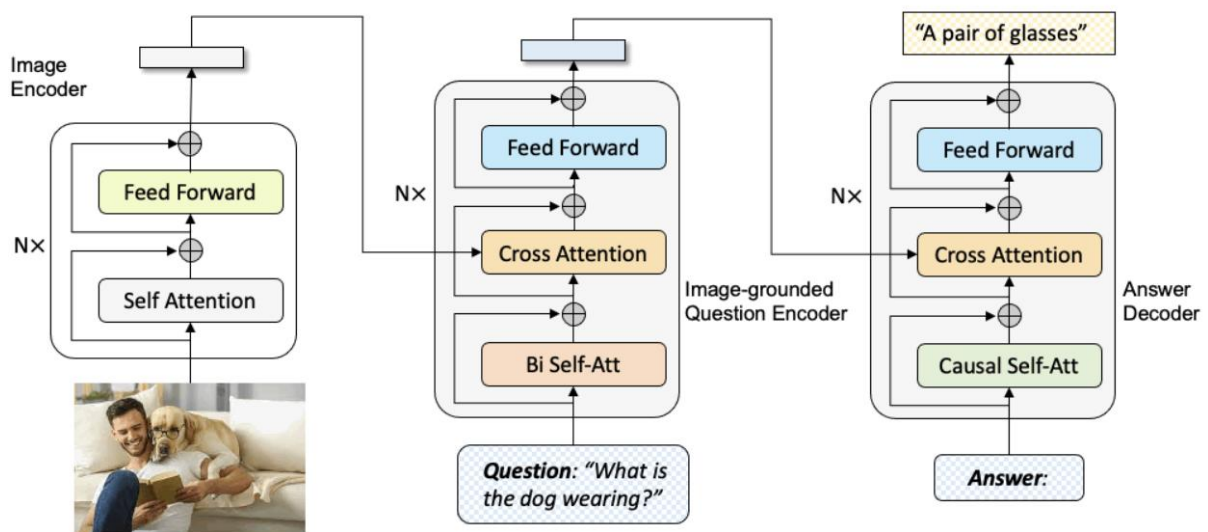 Image
Encoder
N×
Feed Forward
Self Attention
N×
Feed Forward
Cross Attention
Bi Self-Att
Image-grounded
Question Encoder
Question: “What is
the dog wearing?”
“A pair of glasses”
N×
Feed Forward
Cross Attention
Causal Self-Att
Answer
Decoder
Answer: